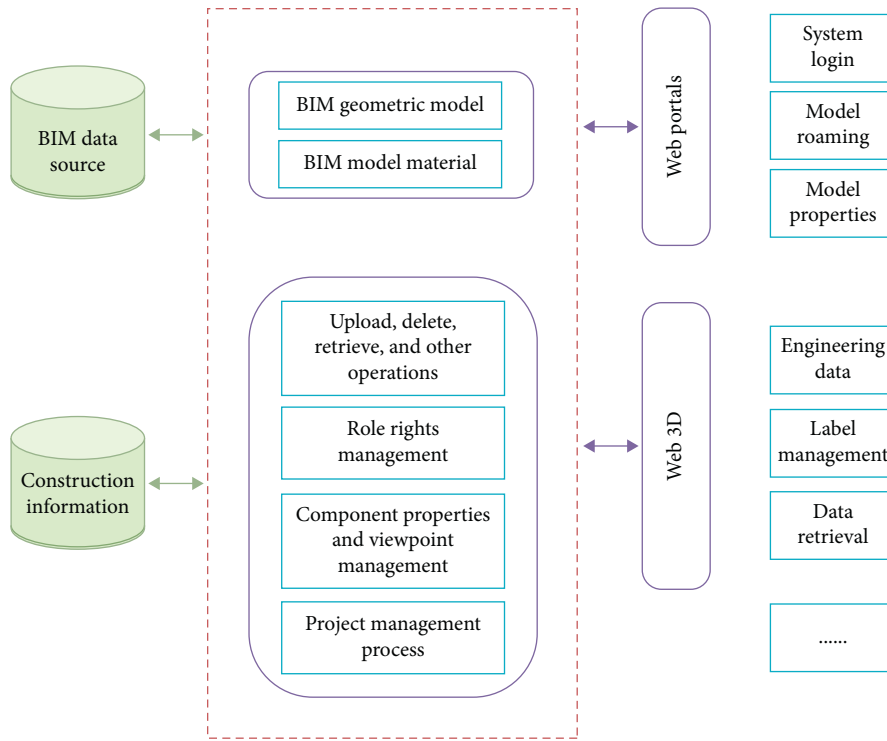 BIM data
source
Construction
information
BIM geometric model
BIM model material
Upload, delete,
retrieve, and other
operations
Role rights
management
Component properties
and viewpoint
management
Project management
process
Web portals
Web 3D
System
login
Model
roaming
Model
properties
Engineering
data
Label
management
Data
retrieval
......